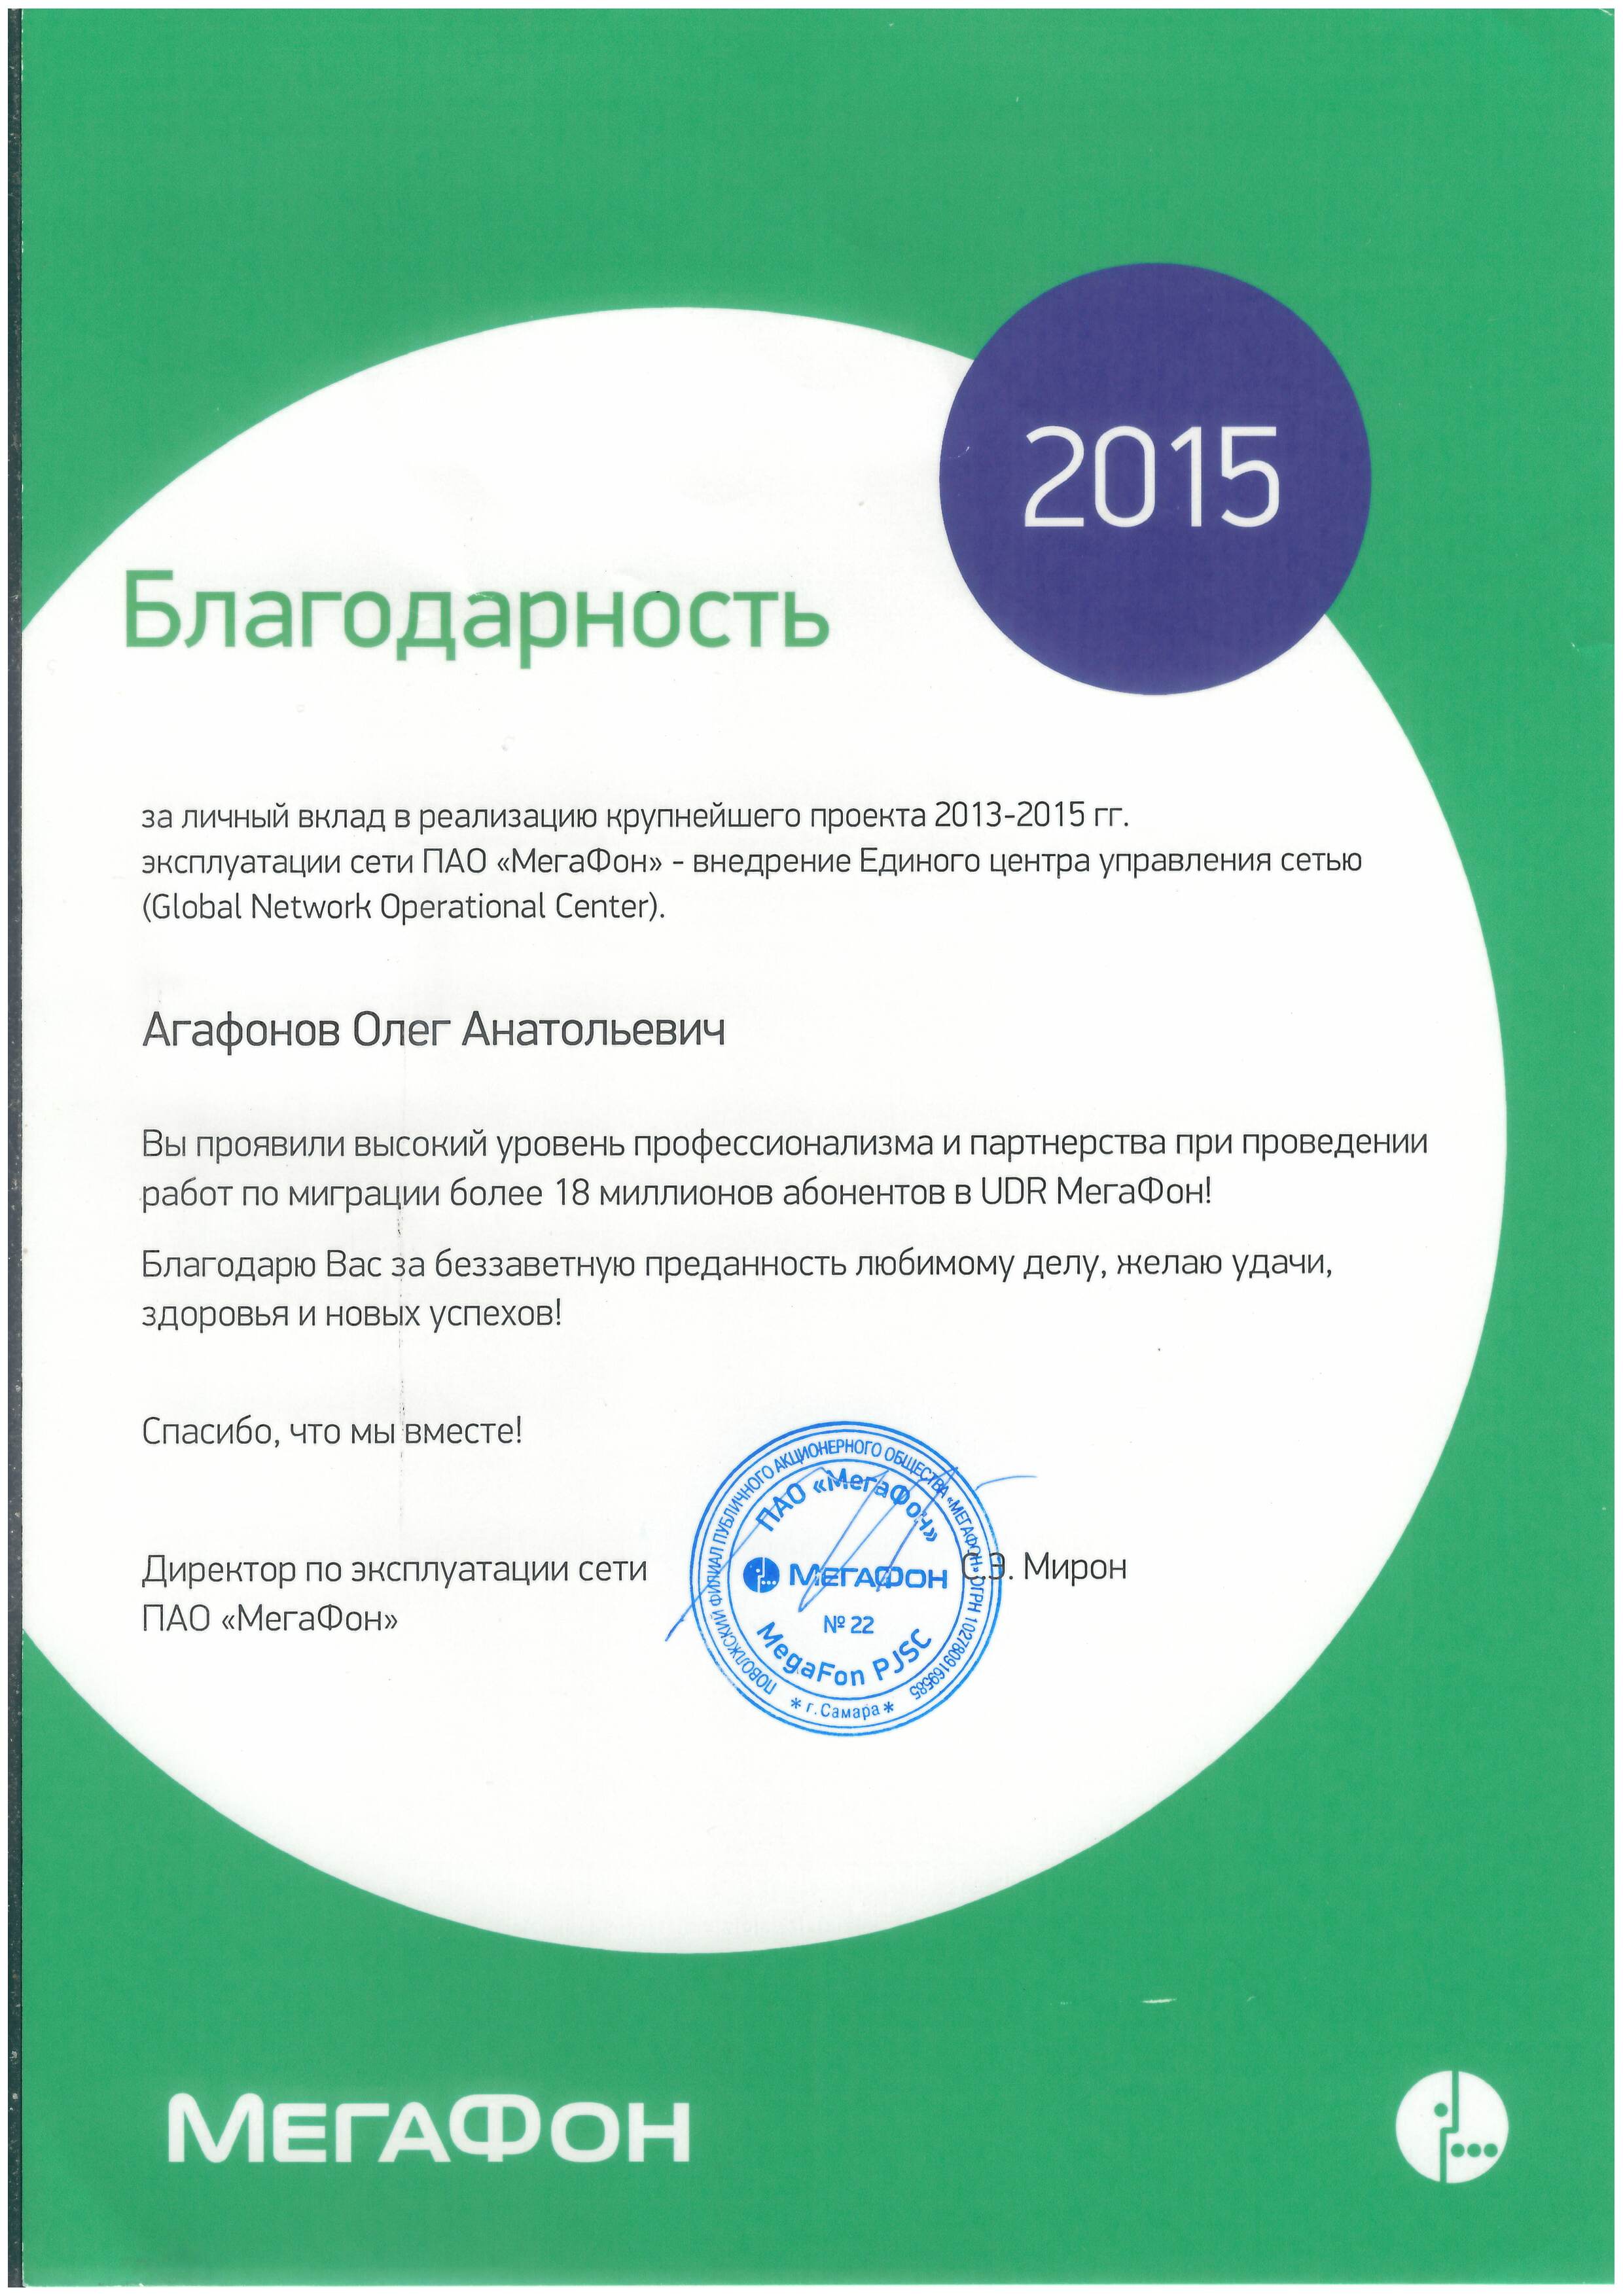 2015
Благодарность
за личный вклад в реализацию крупнейшего проекта 2013-2015 гг.
эксплуатации сети ПАО «МегаФон» - внедрение Единого центра управления сетью
(Global Network Operational Center).
Агафонов Олег Анатольевич
Вы проявили высокий уровень профессионализма и партнерства при проведении
работ по миграции более 18 миллионов абонентов в UDR МегаФон!
Благодарю Вас за беззаветную преданность любимому делу, желаю удачи,
здоровья и новых успехов!
Спасибо, что мы вместе!
Директор по эксплуатации сети С.Э. Мирон
ПАО «МегаФон»
ПОВОЛЖСКИЙ ФИЛИАЛ ПУБЛИЧНОГО АКЦИОНЕРНОГО ОБЩЕСТВА «МЕГАФОН» ОГРН 1027809169585
ПАО «МегаФон»
МЕГАФОН
№ 22
MegaFon PJSC
* г.Самара *
МЕГАФОН